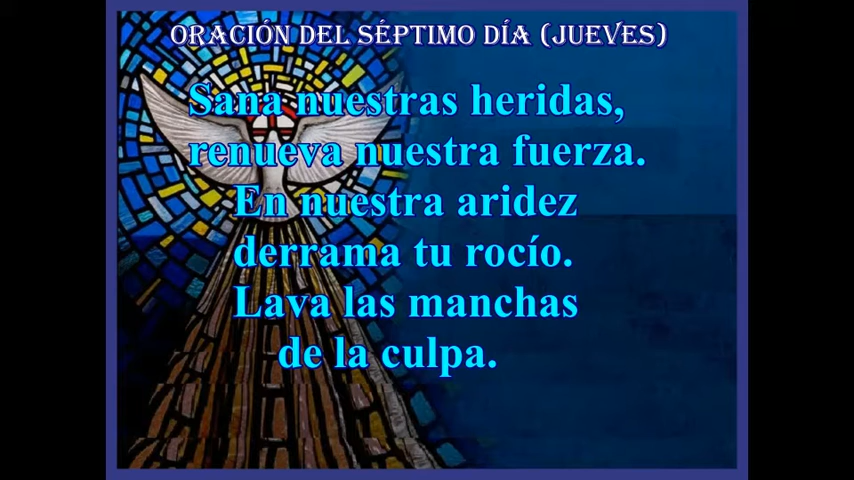 ORACIÓN DEL SÉPTIMO DÍA (JUEVES)
Sana nuestras heridas,
renueva nuestra fuerza.
En nuestra aridez
derrama tu rocío.
Lava las manchas
de la culpa.